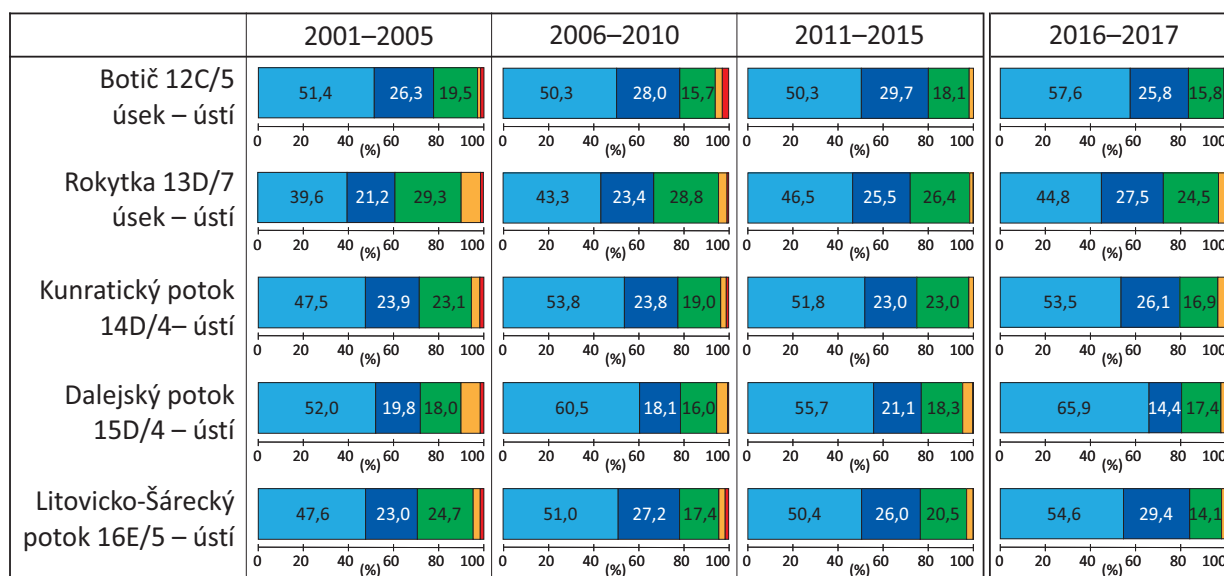 2001–2005 2006–2010 2011–2015 2016–2017
Botič 12C/5
úsek – ústí
51,4 26,3 19,5 50,3 28,0 15,7 50,3 29,7 18,1 57,6 25,8 15,8
0 20 40 60 80 100 0 20 40 60 80 100 0 20 40 60 80 100 0 20 40 60 80 100
(%) (%) (%) (%)
Rokytka 13D/7
úsek – ústí
39,6 21,2 29,3 43,3 23,4 28,8 46,5 25,5 26,4 44,8 27,5 24,5
0 20 40 60 80 100 0 20 40 60 80 100 0 20 40 60 80 100 0 20 40 60 80 100
(%) (%) (%) (%)
Kunratický potok
14D/4– ústí
47,5 23,9 23,1 53,8 23,8 19,0 51,8 23,0 23,0 53,5 26,1 16,9
0 20 40 60 80 100 0 20 40 60 80 100 0 20 40 60 80 100 0 20 40 60 80 100
(%) (%) (%) (%)
Dalejský potok
15D/4 – ústí
52,0 19,8 18,0 60,5 18,1 16,0 55,7 21,1 18,3 65,9 14,4 17,4
0 20 40 60 80 100 0 20 40 60 80 100 0 20 40 60 80 100 0 20 40 60 80 100
(%) (%) (%) (%)
Litovicko-Šárecký
potok 16E/5 – ústí
47,6 23,0 24,7 51,0 27,2 17,4 50,4 26,0 20,5 54,6 29,4 14,1
0 20 40 60 80 100 0 20 40 60 80 100 0 20 40 60 80 100 0 20 40 60 80 100
(%) (%) (%) (%)